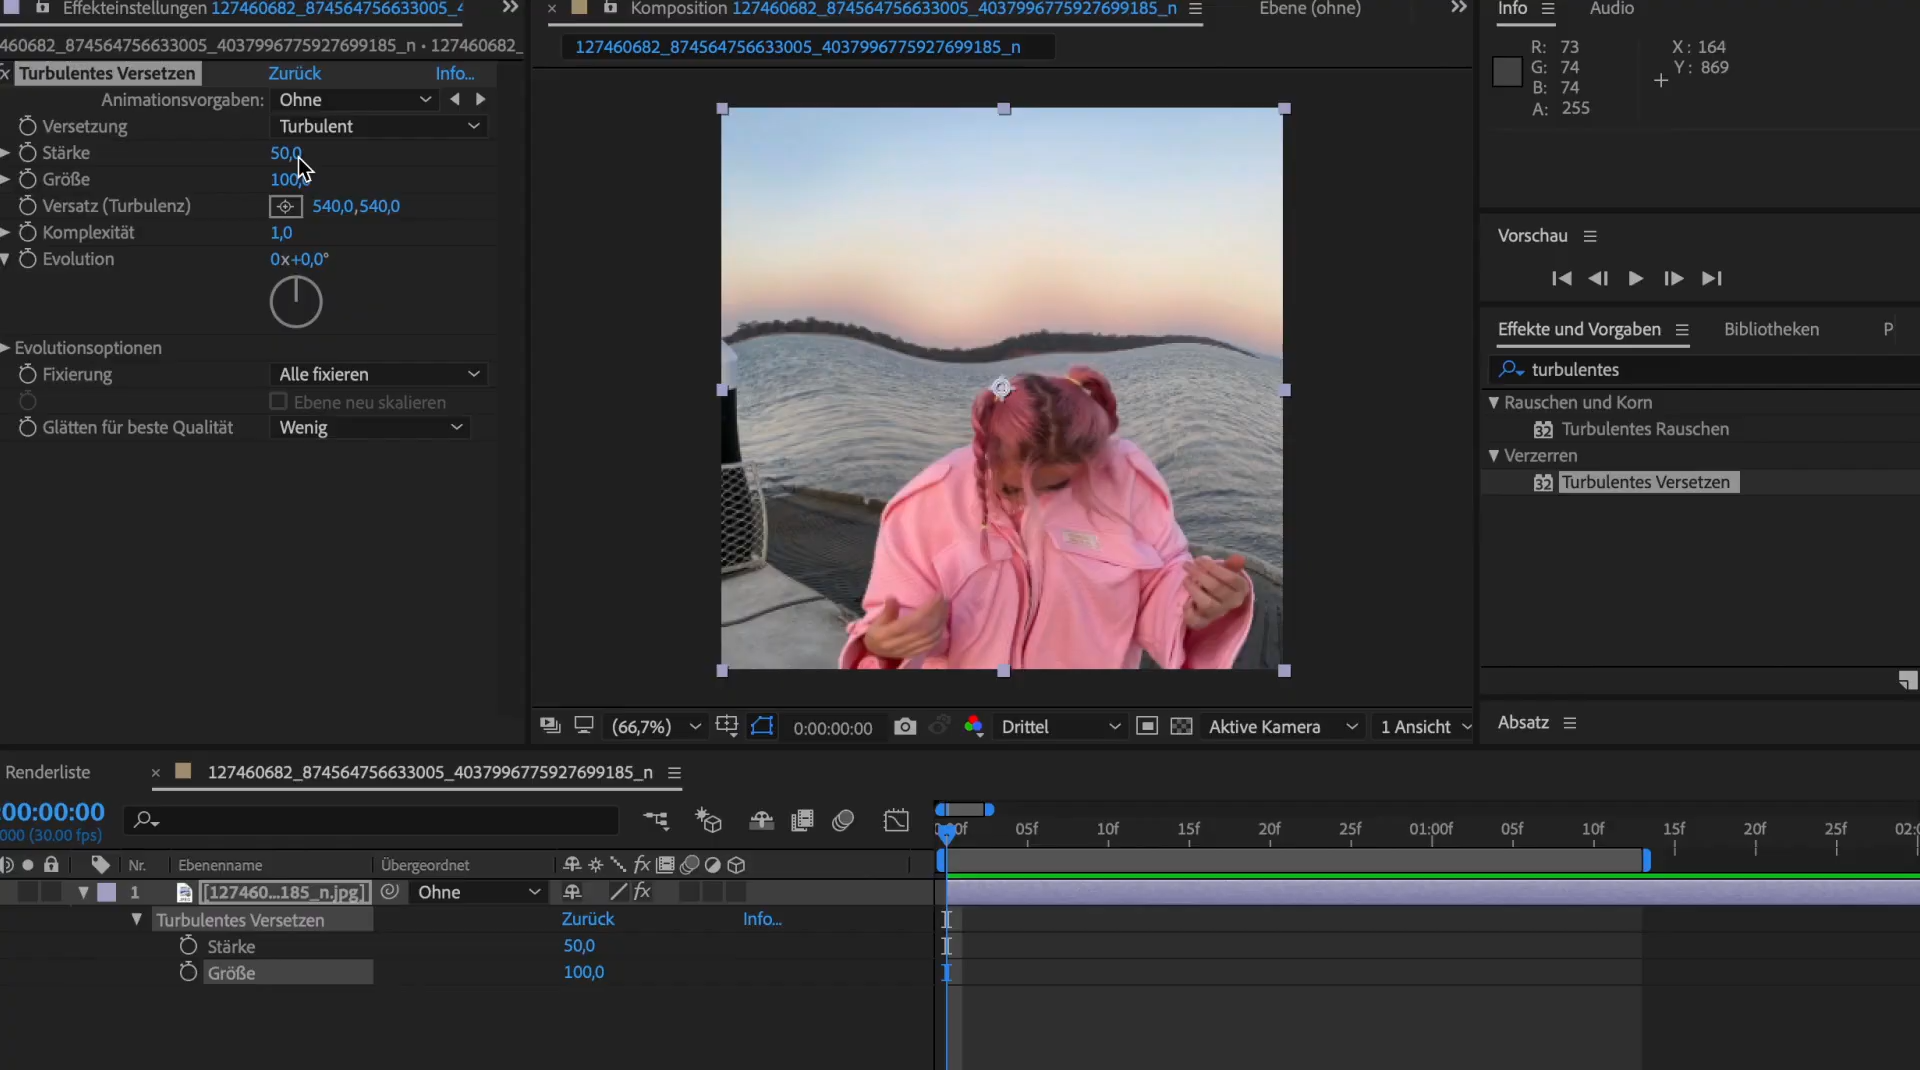 Effekteinstellungen 127460682_874564756633005_4
Komposition 127460682_874564756633005_4037996775927699185_n
Ebene (ohne)
Info
Audio
460682_874564756633005_4037996775927699185_n • 127460682_
127460682_874564756633005_4037996775927699185_n
R: 73
G: 74
B: 74
A: 255
X: 164
Y: 869
Turbulentes Versetzen
Zurück
Info...
Animationsvorgaben:
Ohne
Versetzung
Turbulent
Stärke
50,0
Größe
100,0
Versatz (Turbulenz)
540,0,540,0
Komplexität
1,0
Evolution
0x+0,0°
Evolutionsoptionen
Fixierung
Alle fixieren
Ebene neu skalieren
Glätten für beste Qualität
Wenig
Vorschau
Effekte und Vorgaben
Bibliotheken
P
turbulentes
Rauschen und Korn
32 Turbulentes Rauschen
Verzerren
32 Turbulentes Versetzen
Absatz
(66,7%)
0:00:00:00
Drittel
Aktive Kamera
1 Ansicht
Renderliste
127460682_874564756633005_4037996775927699185_n
:00:00:00
000 (30.00 fps)
05f
10f
15f
20f
25f
01:00f
05f
10f
15f
20f
25f
02:0
Nr.
Ebenenname
Übergeordnet
fx
1
[127460...185_n.jpg]
Ohne
fx
Turbulentes Versetzen
Zurück
Info...
Stärke
50,0
Größe
100,0